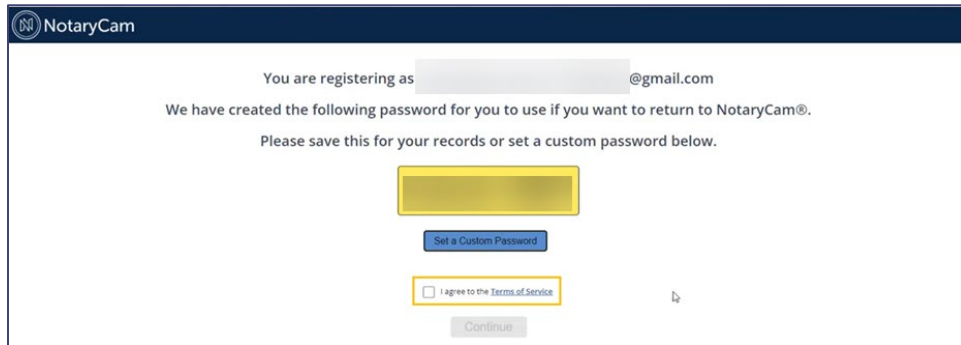 NotaryCam
You are registering as @gmail.com
We have created the following password for you to use if you want to return to NotaryCam®.
Please save this for your records or set a custom password below.
Set a Custom Password
I agree to the Terms of Service
Continue